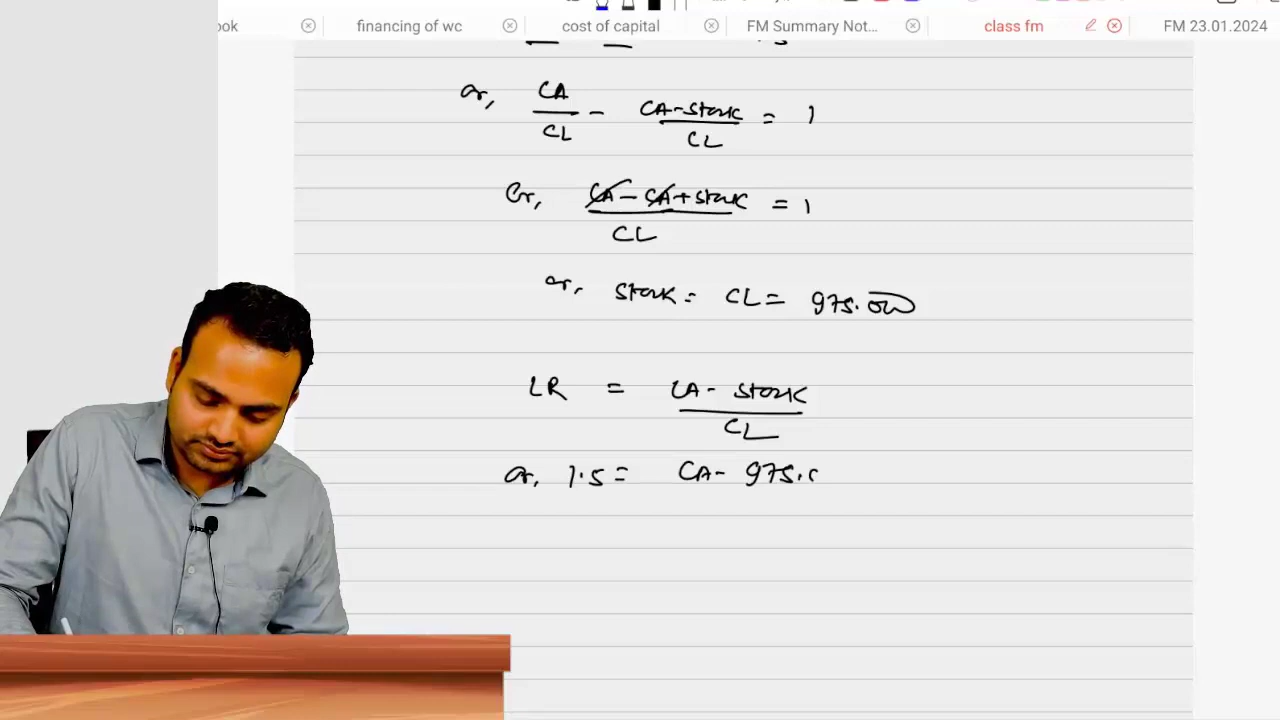 ook financing of wc cost of capital FM Summary Not... class fm FM 23.01.2024
or, CA/CL - CA-Stock/CL = 1
or, CA - CA + Stock/CL = 1
or, Stock = CL = 975.00
LR = CA - Stock/CL
or, 1.5 = CA - 975.0